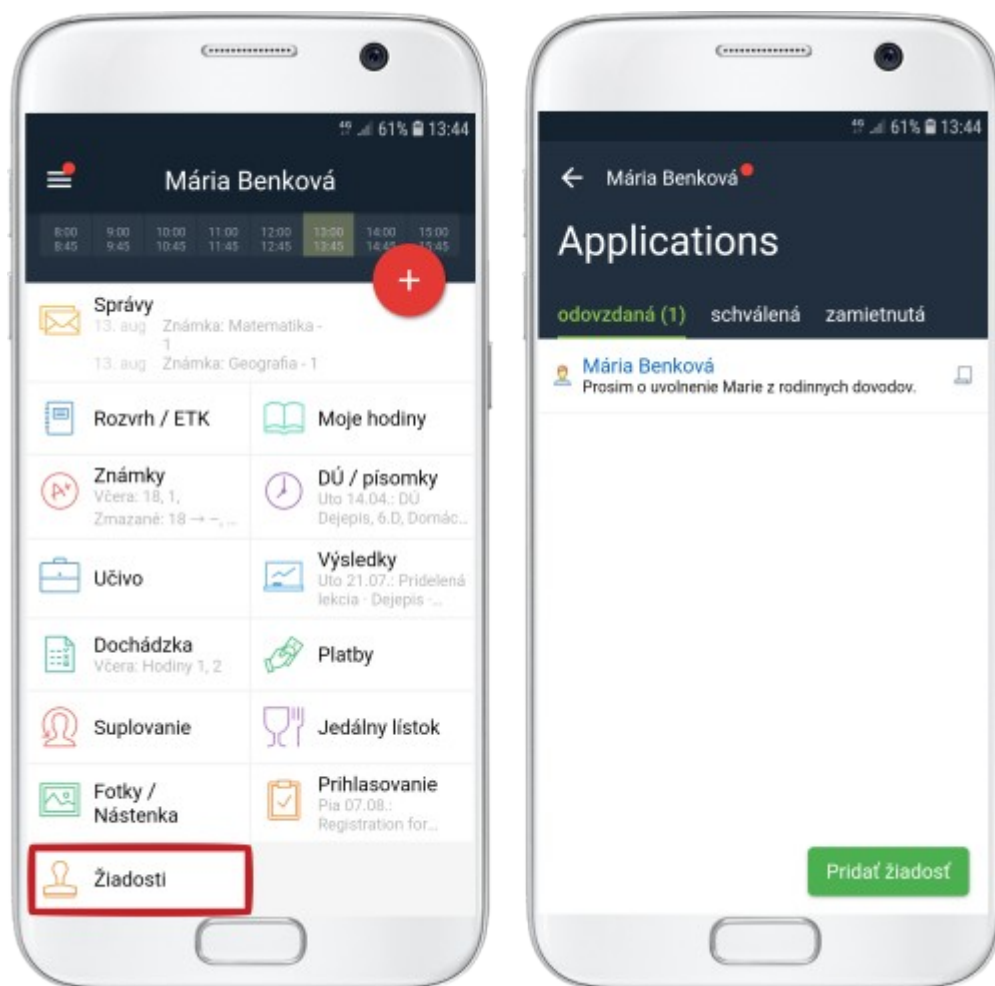 61% 13:44
Mária Benková
8:00 9:00 10:00 11:00 12:00 13:00 14:00 15:00
8:45 9:45 10:45 11:45 12:45 13:45 14:45 15:45
+
Správy
13. aug Známka: Matematika -
1
13. aug Známka: Geografia - 1
Rozvrh / ETK
Moje hodiny
Známky
Včera: 18, 1,
Zmazané: 18 → –, ...
DÚ / písomky
Uto 14.04.: DÚ
Dejepis, 6.D, Domác...
Učivo
Výsledky
Uto 21.07.: Pridelená
lekcia · Dejepis ·...
Dochádzka
Včera: Hodiny 1, 2
Platby
Suplovanie
Jedálny lístok
Fotky /
Nástenka
Prihlasovanie
Pia 07.08.:
Registration for...
Žiadosti
61% 13:44
Mária Benková
Applications
odovzdaná (1) schválená zamietnutá
Mária Benková
Prosim o uvolnenie Marie z rodinnych dovodov.
Pridať žiadosť